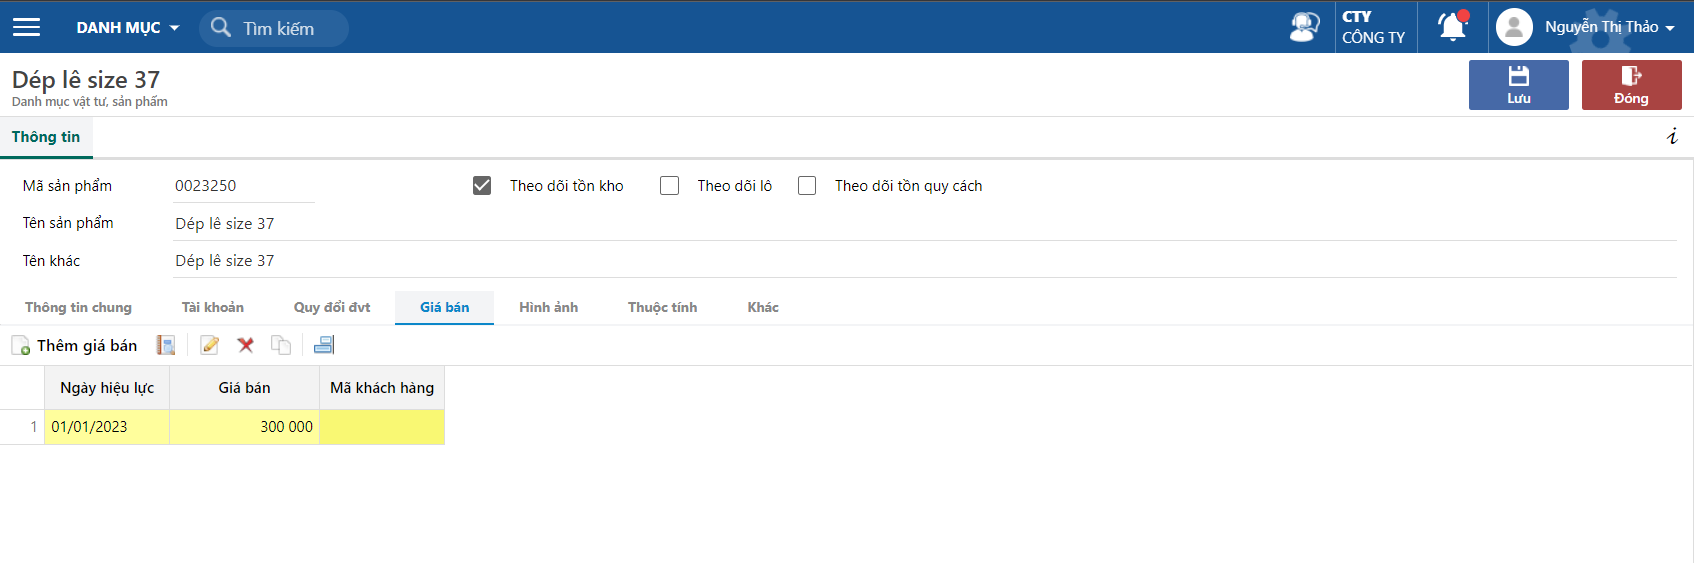 DANH MỤC
Tìm kiếm
CTY
CÔNG TY
Nguyễn Thị Thảo
Dép lê size 37
Danh mục vật tư, sản phẩm
Lưu
Đóng
Thông tin
i
Mã sản phẩm 0023250 Theo dõi tồn kho Theo dõi lô Theo dõi tồn quy cách
Tên sản phẩm Dép lê size 37
Tên khác Dép lê size 37
Thông tin chung Tài khoản Quy đổi đvt Giá bán Hình ảnh Thuộc tính Khác
Thêm giá bán
Ngày hiệu lực Giá bán Mã khách hàng
1 01/01/2023 300 000